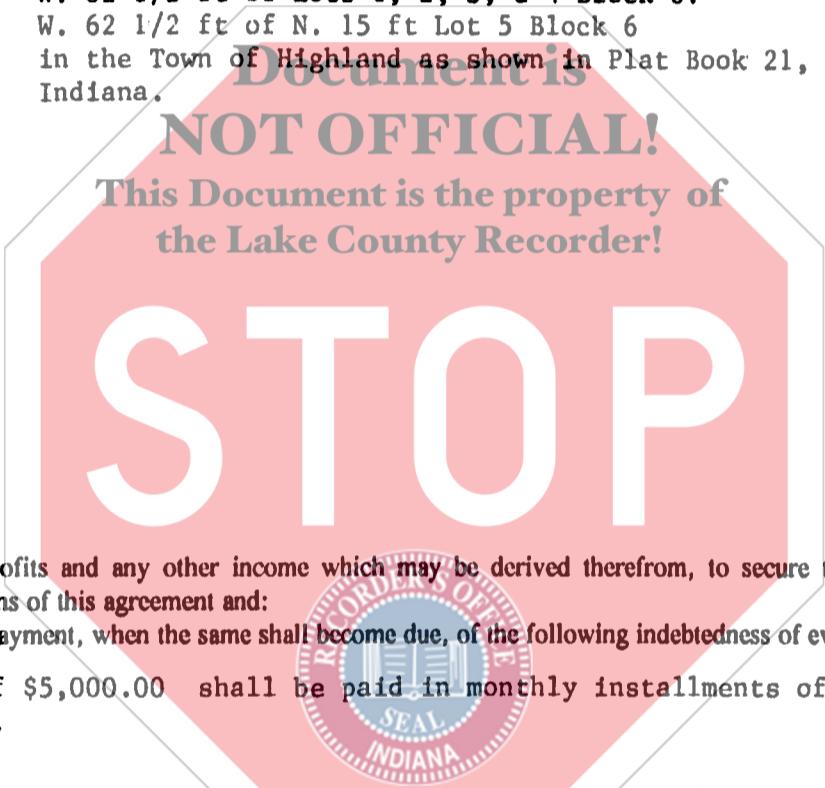 W. 62 1/2 ft of N. 15 ft Lot 5 Block 6
in the Town of Highland as shown in Plat Book 21,
Indiana.
Document is
NOT OFFICIAL!
This Document is the property of
the Lake County Recorder!
STOP
ofits and any other income which may be derived therefrom, to secure
of this agreement and:
ayment, when the same shall become due, of the following indebtedness of
$5,000.00 shall be paid in monthly installments of
RECORDER'S OFFICE
SEAL
INDIANA